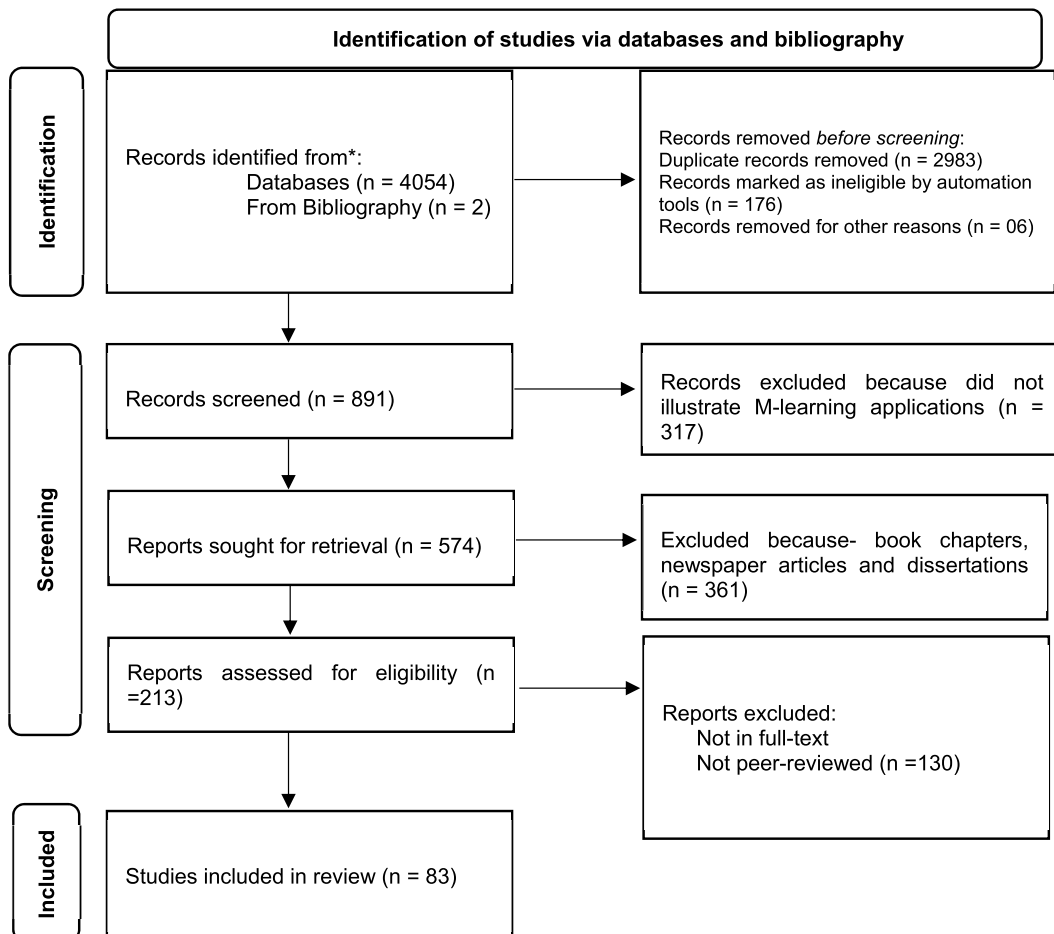 Identification of studies via databases and bibliography
Identification
Records identified from*:
Databases (n = 4054)
From Bibliography (n = 2)
Records removed before screening:
Duplicate records removed (n = 2983)
Records marked as ineligible by automation
tools (n = 176)
Records removed for other reasons (n = 06)
Screening
Records screened (n = 891)
Records excluded because did not
illustrate M-learning applications (n =
317)
Reports sought for retrieval (n = 574)
Excluded because- book chapters,
newspaper articles and dissertations
(n = 361)
Reports assessed for eligibility (n
=213)
Reports excluded:
Not in full-text
Not peer-reviewed (n =130)
Included
Studies included in review (n = 83)